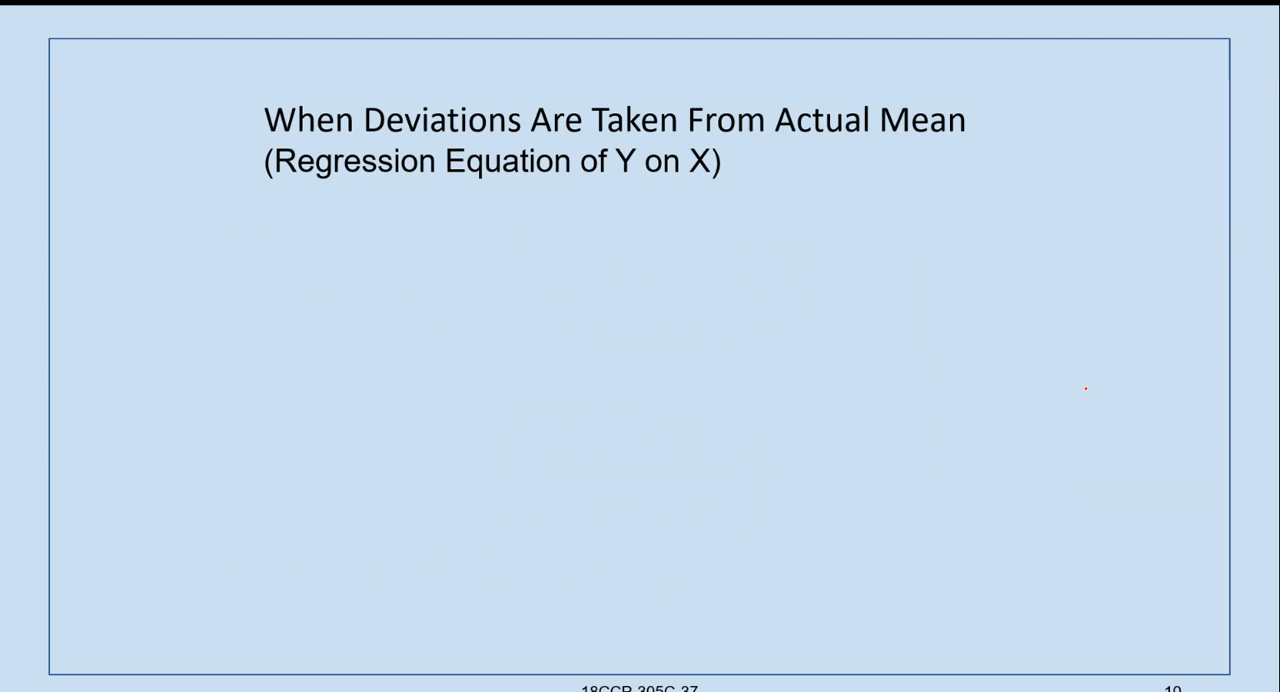 When Deviations Are Taken From Actual Mean
(Regression Equation of Y on X)